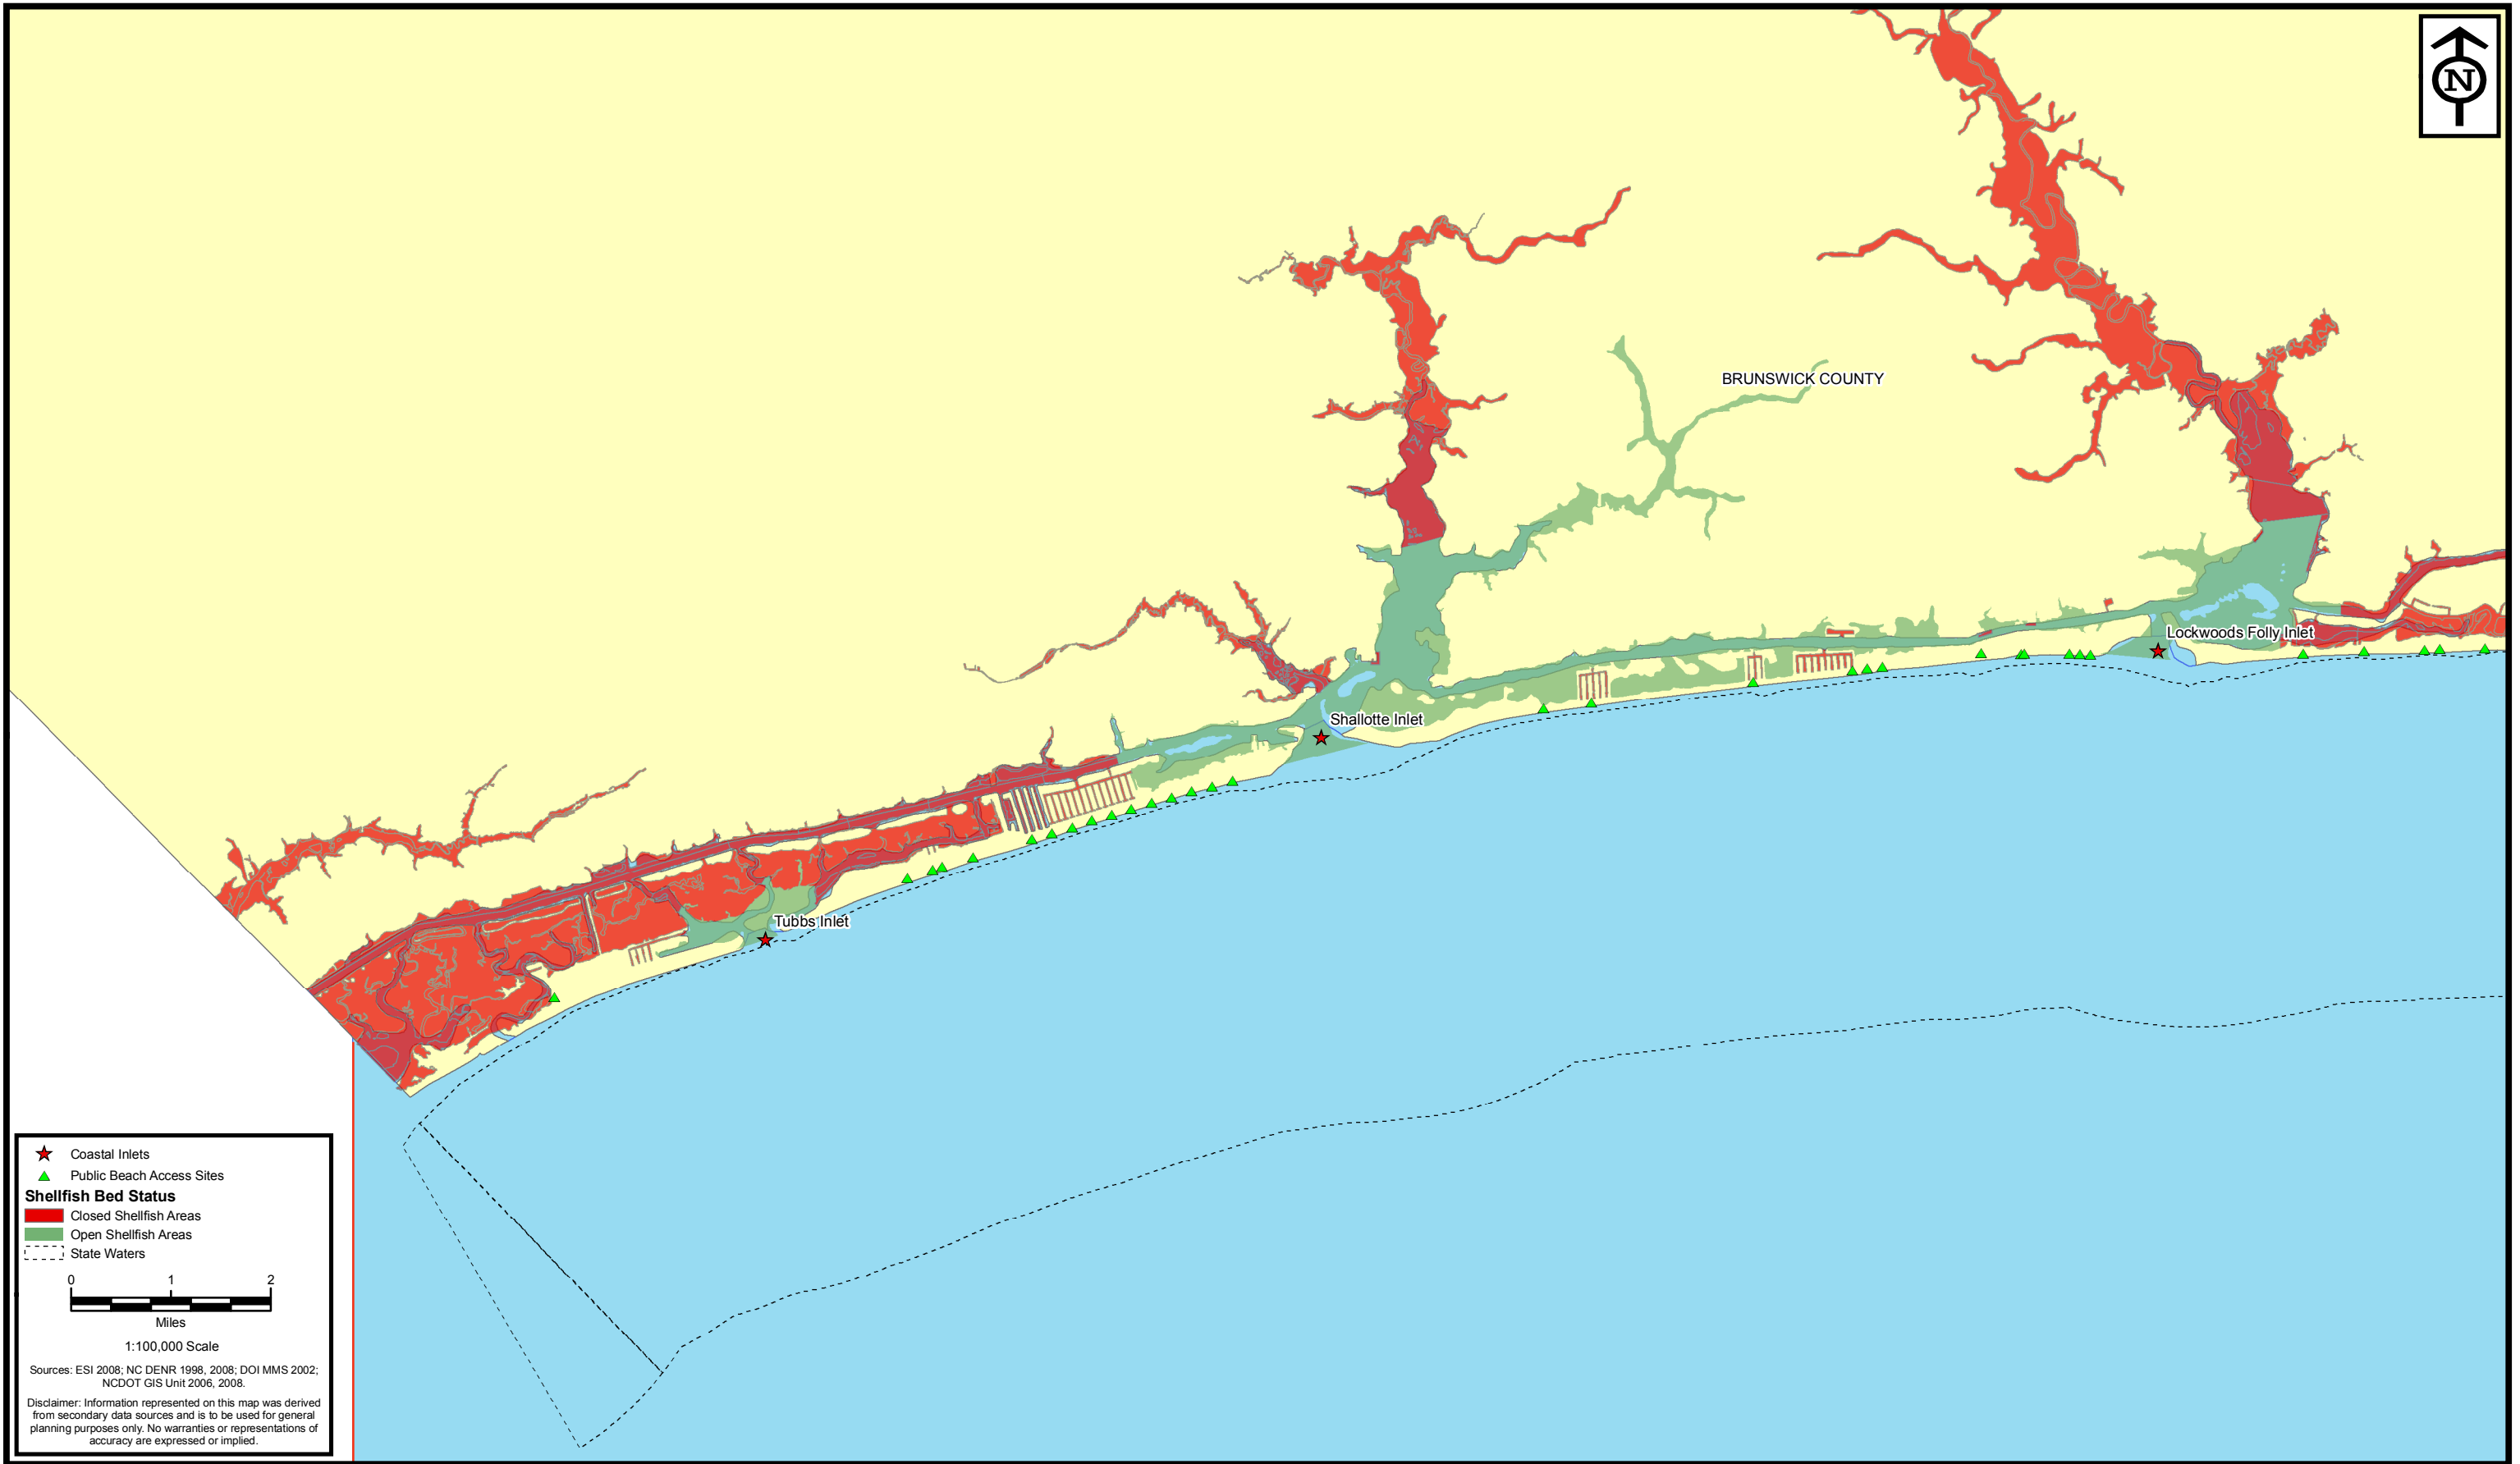 N
BRUNSWICK COUNTY
Lockwoods Folly Inlet
Shallotte Inlet
Tubbs Inlet
Coastal Inlets
Public Beach Access Sites
Shellfish Bed Status
Closed Shellfish Areas
Open Shellfish Areas
State Waters
0 1 2
Miles
1:100,000 Scale
Sources: ESI 2008; NC DENR 1998, 2008; DOI MMS 2002;
NCDOT GIS Unit 2006, 2008.
Disclaimer: Information represented on this map was derived
from secondary data sources and is to be used for general
planning purposes only. No warranties or representations of
accuracy are expressed or implied.